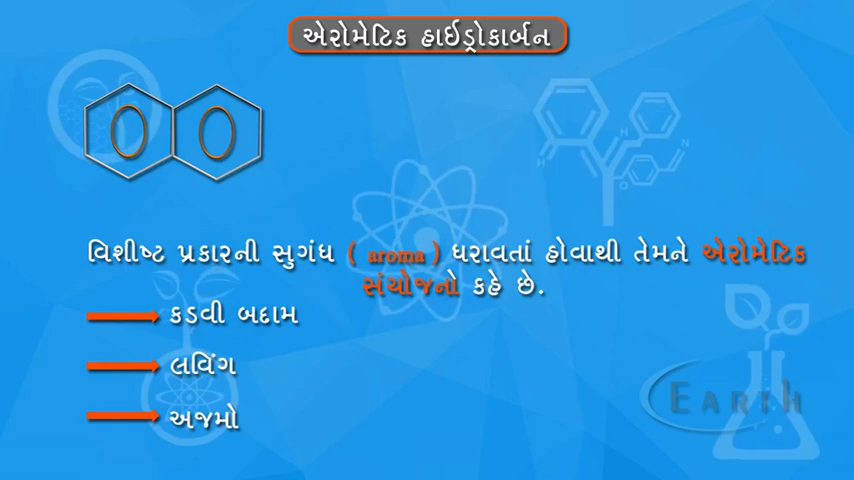 એરોમેટિક હાઈડ્રોકાર્બન
વિશીષ્ટ પ્રકારની સુગંધ ( aroma ) ધરાવતાં હોવાથી તેમને એરોમેટિક
સંયોજનો કહે છે.
કડવી બદામ
લવિંગ
અજમો
EARTH